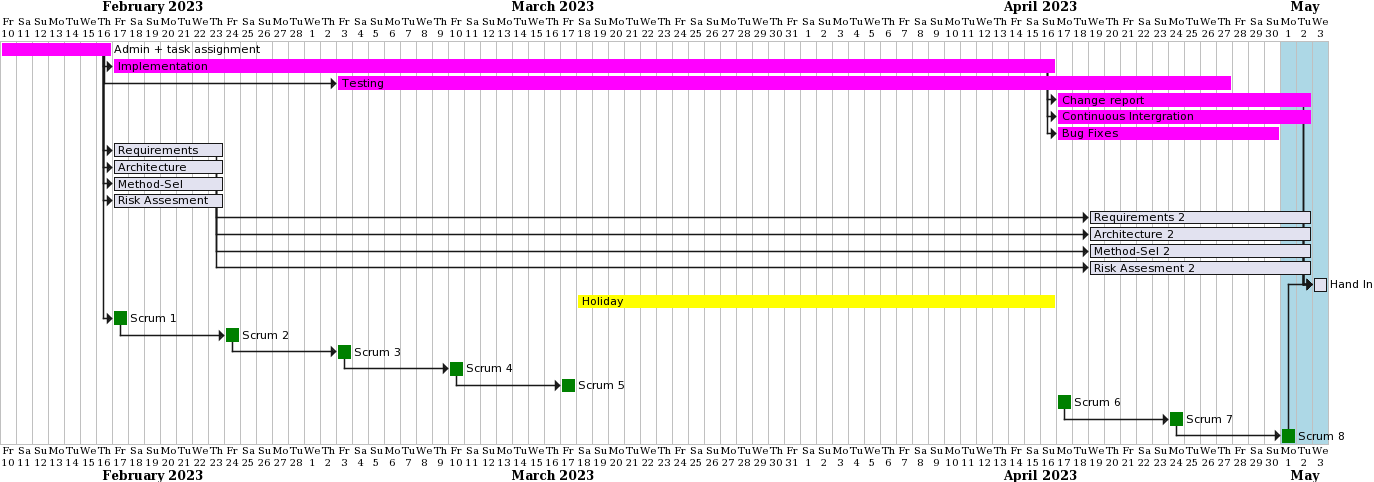 February 2023 March 2023 April 2023 May
Fr Sa Su Mo Tu We Th Fr Sa Su Mo Tu We Th Fr Sa Su Mo Tu We Th Fr Sa Su Mo Tu We Th Fr Sa Su Mo Tu We Th Fr Sa Su Mo Tu We Th Fr Sa Su Mo Tu We Th Fr Sa Su Mo Tu We Th Fr Sa Su Mo Tu We Th Fr Sa Su Mo Tu We Th Fr Sa Su Mo Tu We Th Fr Sa Su Mo Tu We
10 11 12 13 14 15 16 17 18 19 20 21 22 23 24 25 26 27 28 1 2 3 4 5 6 7 8 9 10 11 12 13 14 15 16 17 18 19 20 21 22 23 24 25 26 27 28 29 30 31 1 2 3 4 5 6 7 8 9 10 11 12 13 14 15 16 17 18 19 20 21 22 23 24 25 26 27 28 29 30 1 2 3
Admin + task assignment
Implementation
Testing
Change report
Continuous Intergration
Bug Fixes
Requirements
Architecture
Method-Sel
Risk Assesment
Requirements 2
Architecture 2
Method-Sel 2
Risk Assesment 2
Hand In
Holiday
Scrum 1
Scrum 2
Scrum 3
Scrum 4
Scrum 5
Scrum 6
Scrum 7
Scrum 8
Fr Sa Su Mo Tu We Th Fr Sa Su Mo Tu We Th Fr Sa Su Mo Tu We Th Fr Sa Su Mo Tu We Th Fr Sa Su Mo Tu We Th Fr Sa Su Mo Tu We Th Fr Sa Su Mo Tu We Th Fr Sa Su Mo Tu We Th Fr Sa Su Mo Tu We Th Fr Sa Su Mo Tu We Th Fr Sa Su Mo Tu We Th Fr Sa Su Mo Tu We
10 11 12 13 14 15 16 17 18 19 20 21 22 23 24 25 26 27 28 1 2 3 4 5 6 7 8 9 10 11 12 13 14 15 16 17 18 19 20 21 22 23 24 25 26 27 28 29 30 31 1 2 3 4 5 6 7 8 9 10 11 12 13 14 15 16 17 18 19 20 21 22 23 24 25 26 27 28 29 30 1 2 3
February 2023 March 2023 April 2023 May